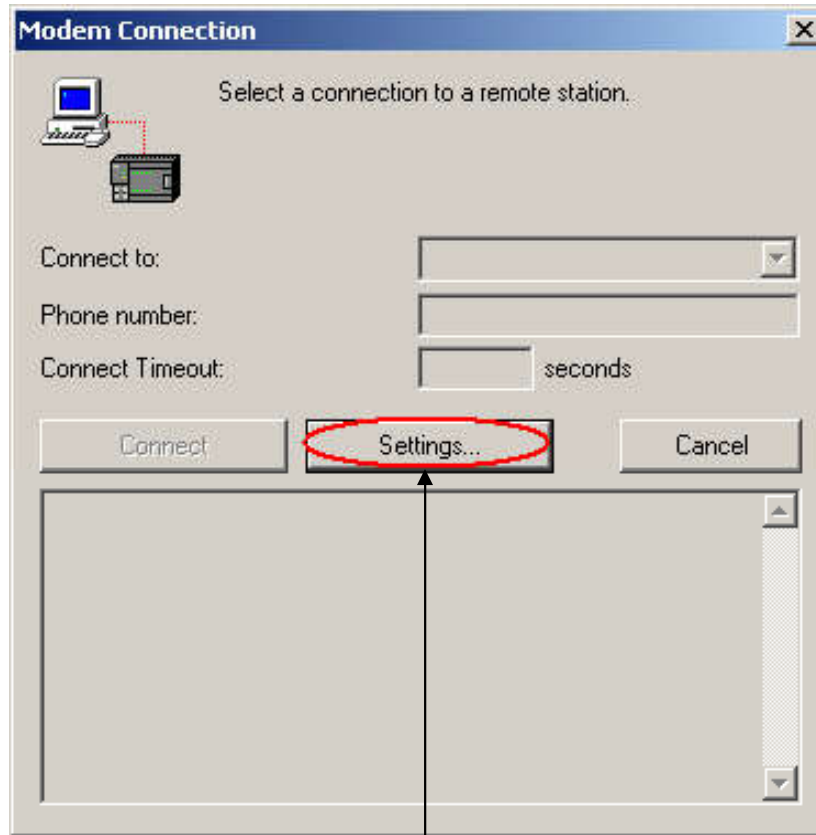 Modem Connection
Select a connection to a remote station.
Connect to:
Phone number:
Connect Timeout:
seconds
Connect
Settings...
Cancel